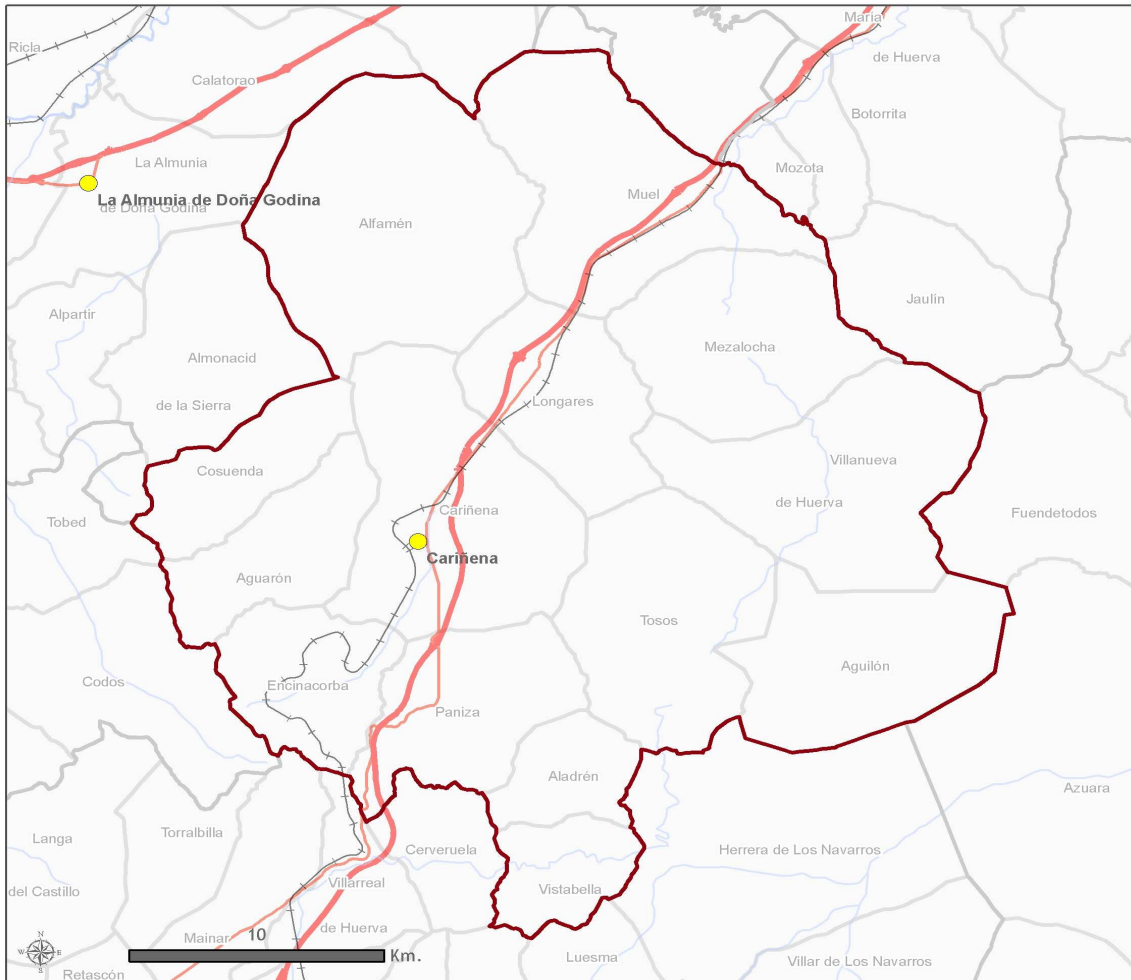 María
de Huerva
Ricla
Calatorao
Botorrita
La Almunia
de Doña Godina
La Almunia de Doña Godina
Mozota
Muel
Alfamén
Jaulín
Alpartir
Mezalocha
Almonacid
de la Sierra
Longares
Cosuenda
Villanueva
de Huerva
Cariñena
Fuendetodos
Tobed
Cariñena
Aguarón
Tosos
Aguilón
Codos
Encinacorba
Paniza
Aladrén
Azuara
Langa
del Castillo
Torralbilla
Cerveruela
Herrera de Los Navarros
Villarreal
de Huerva
Vistabella
N
W
E
S
Mainar
10
Km.
Luesma
Villar de Los Navarros
Retascón